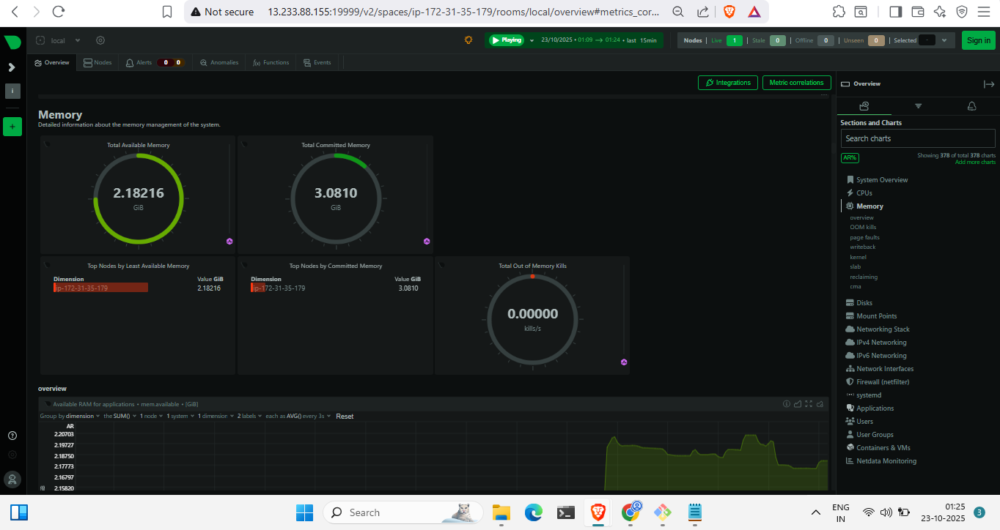 Not secure 13.233.88.155:19999/v2/spaces/ip-172-31-35-179/rooms/local/overview#metrics_cor...
local
Playing 23/10/2025 • 01:09 → 01:24 • last 15min
Nodes | Live 1 | Stale 0 | Offline 0 | Unseen 0 | Selected -
Sign in
Overview Nodes Alerts 0 0 Anomalies f(x) Functions Events
Integrations Metric correlations
Memory
Detailed information about the memory management of the system.
Total Available Memory
2.18216
GiB
Total Committed Memory
3.0810
GiB
Top Nodes by Least Available Memory
Dimension Value GiB
ip-172-31-35-179 2.18216
Top Nodes by Committed Memory
Dimension Value GiB
ip-172-31-35-179 3.0810
Total Out of Memory Kills
0.00000
kills/s
overview
Available RAM for applications • mem.available • [GiB]
Group by dimension the SUM() 1 node 1 system 1 dimension 2 labels each as AVG() every 3s Reset
AR
2.20703
2.19727
2.18750
2.17773
2.16797
2.15820
Overview
Sections and Charts
Search charts
AR%
Showing 378 of total 378 charts
Add more charts
System Overview
CPUs
Memory
overview
OOM kills
page faults
writeback
kernel
slab
reclaiming
cma
Disks
Mount Points
Networking Stack
IPv4 Networking
IPv6 Networking
Network Interfaces
Firewall (netfilter)
systemd
Applications
Users
User Groups
Containers & VMs
Netdata Monitoring
Search
ENG
IN
01:25
23-10-2025
3